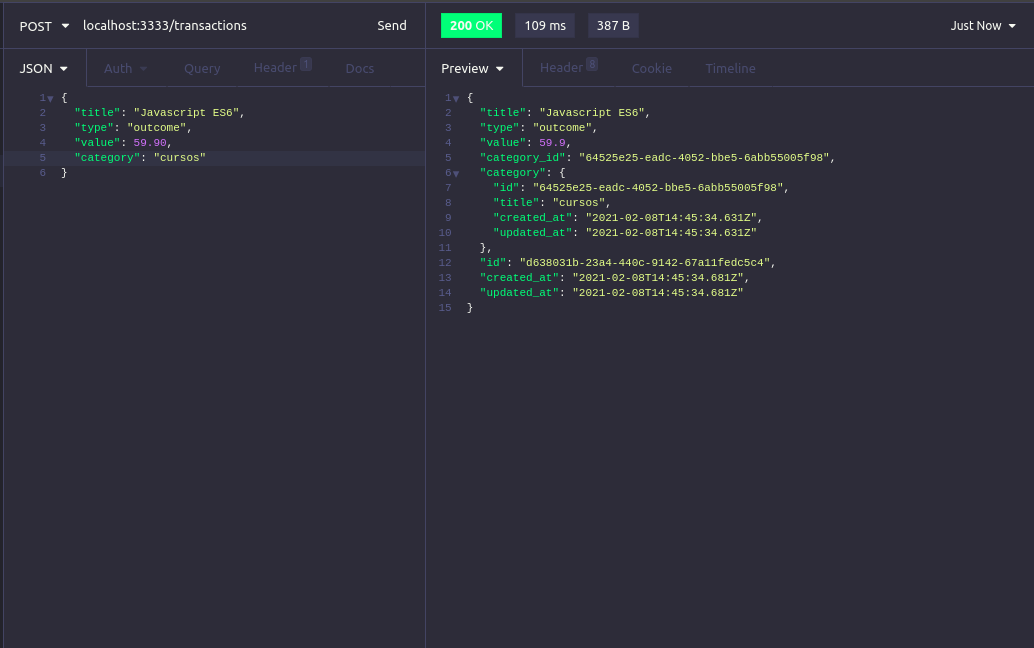 POST localhost:3333/transactions Send
200 OK 109 ms 387 B Just Now
JSON Auth Query Header 1 Docs
Preview Header 8 Cookie Timeline
1 {
2 "title": "Javascript ES6",
3 "type": "outcome",
4 "value": 59.90,
5 "category": "cursos"
6 }
1 {
2 "title": "Javascript ES6",
3 "type": "outcome",
4 "value": 59.9,
5 "category_id": "64525e25-eadc-4052-bbe5-6abb55005f98",
6 "category": {
7 "id": "64525e25-eadc-4052-bbe5-6abb55005f98",
8 "title": "cursos",
9 "created_at": "2021-02-08T14:45:34.631Z",
10 "updated_at": "2021-02-08T14:45:34.631Z"
11 },
12 "id": "d638031b-23a4-440c-9142-67a11fedc5c4",
13 "created_at": "2021-02-08T14:45:34.681Z",
14 "updated_at": "2021-02-08T14:45:34.681Z"
15 }